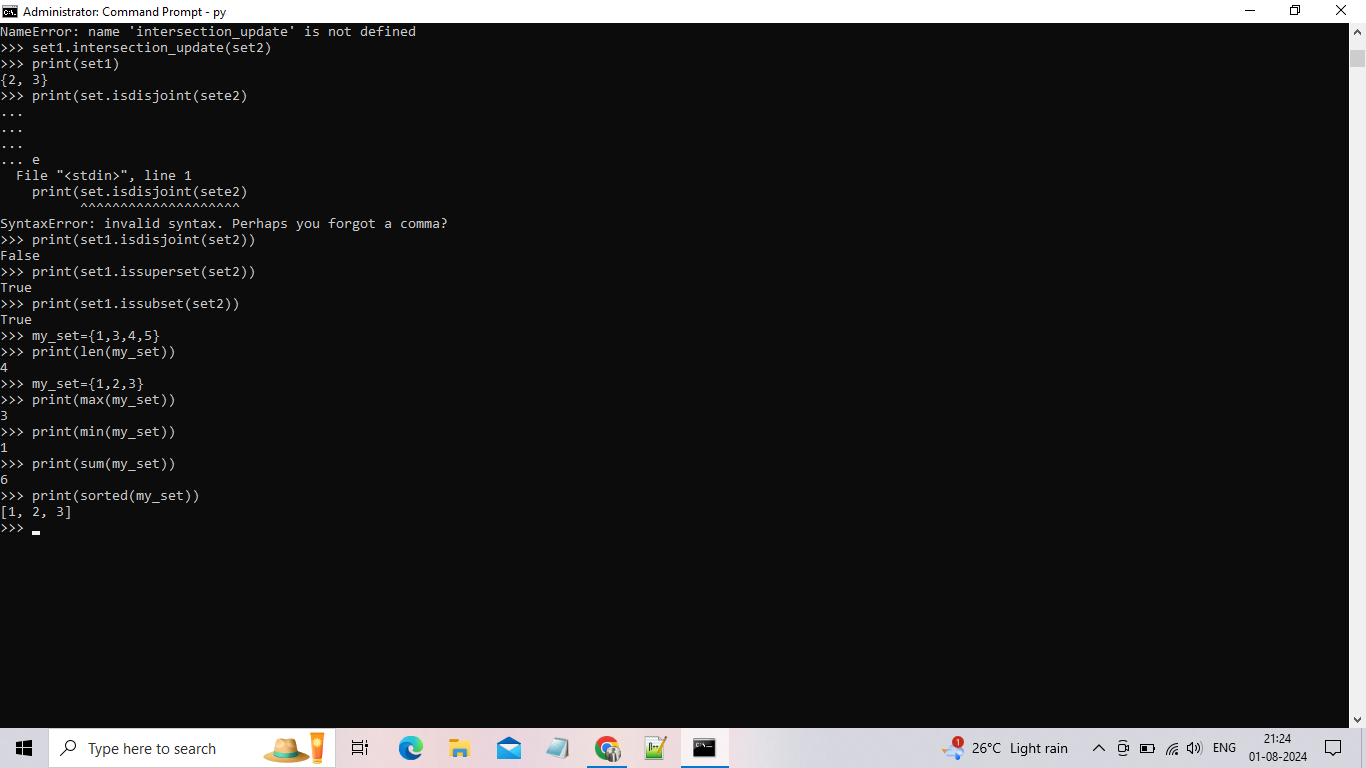 Administrator: Command Prompt - py
NameError: name 'intersection_update' is not defined
>>> set1.intersection_update(set2)
>>> print(set1)
{2, 3}
>>> print(set.isdisjoint(sete2)
...
...
...
... e
  File "<stdin>", line 1
    print(set.isdisjoint(sete2)
          ^^^^^^^^^^^^^^^^^^^^
SyntaxError: invalid syntax. Perhaps you forgot a comma?
>>> print(set1.isdisjoint(set2))
False
>>> print(set1.issuperset(set2))
True
>>> print(set1.issubset(set2))
True
>>> my_set={1,3,4,5}
>>> print(len(my_set))
4
>>> my_set={1,2,3}
>>> print(max(my_set))
3
>>> print(min(my_set))
1
>>> print(sum(my_set))
6
>>> print(sorted(my_set))
[1, 2, 3]
>>>
Type here to search
1
26°C Light rain
ENG
21:24
01-08-2024